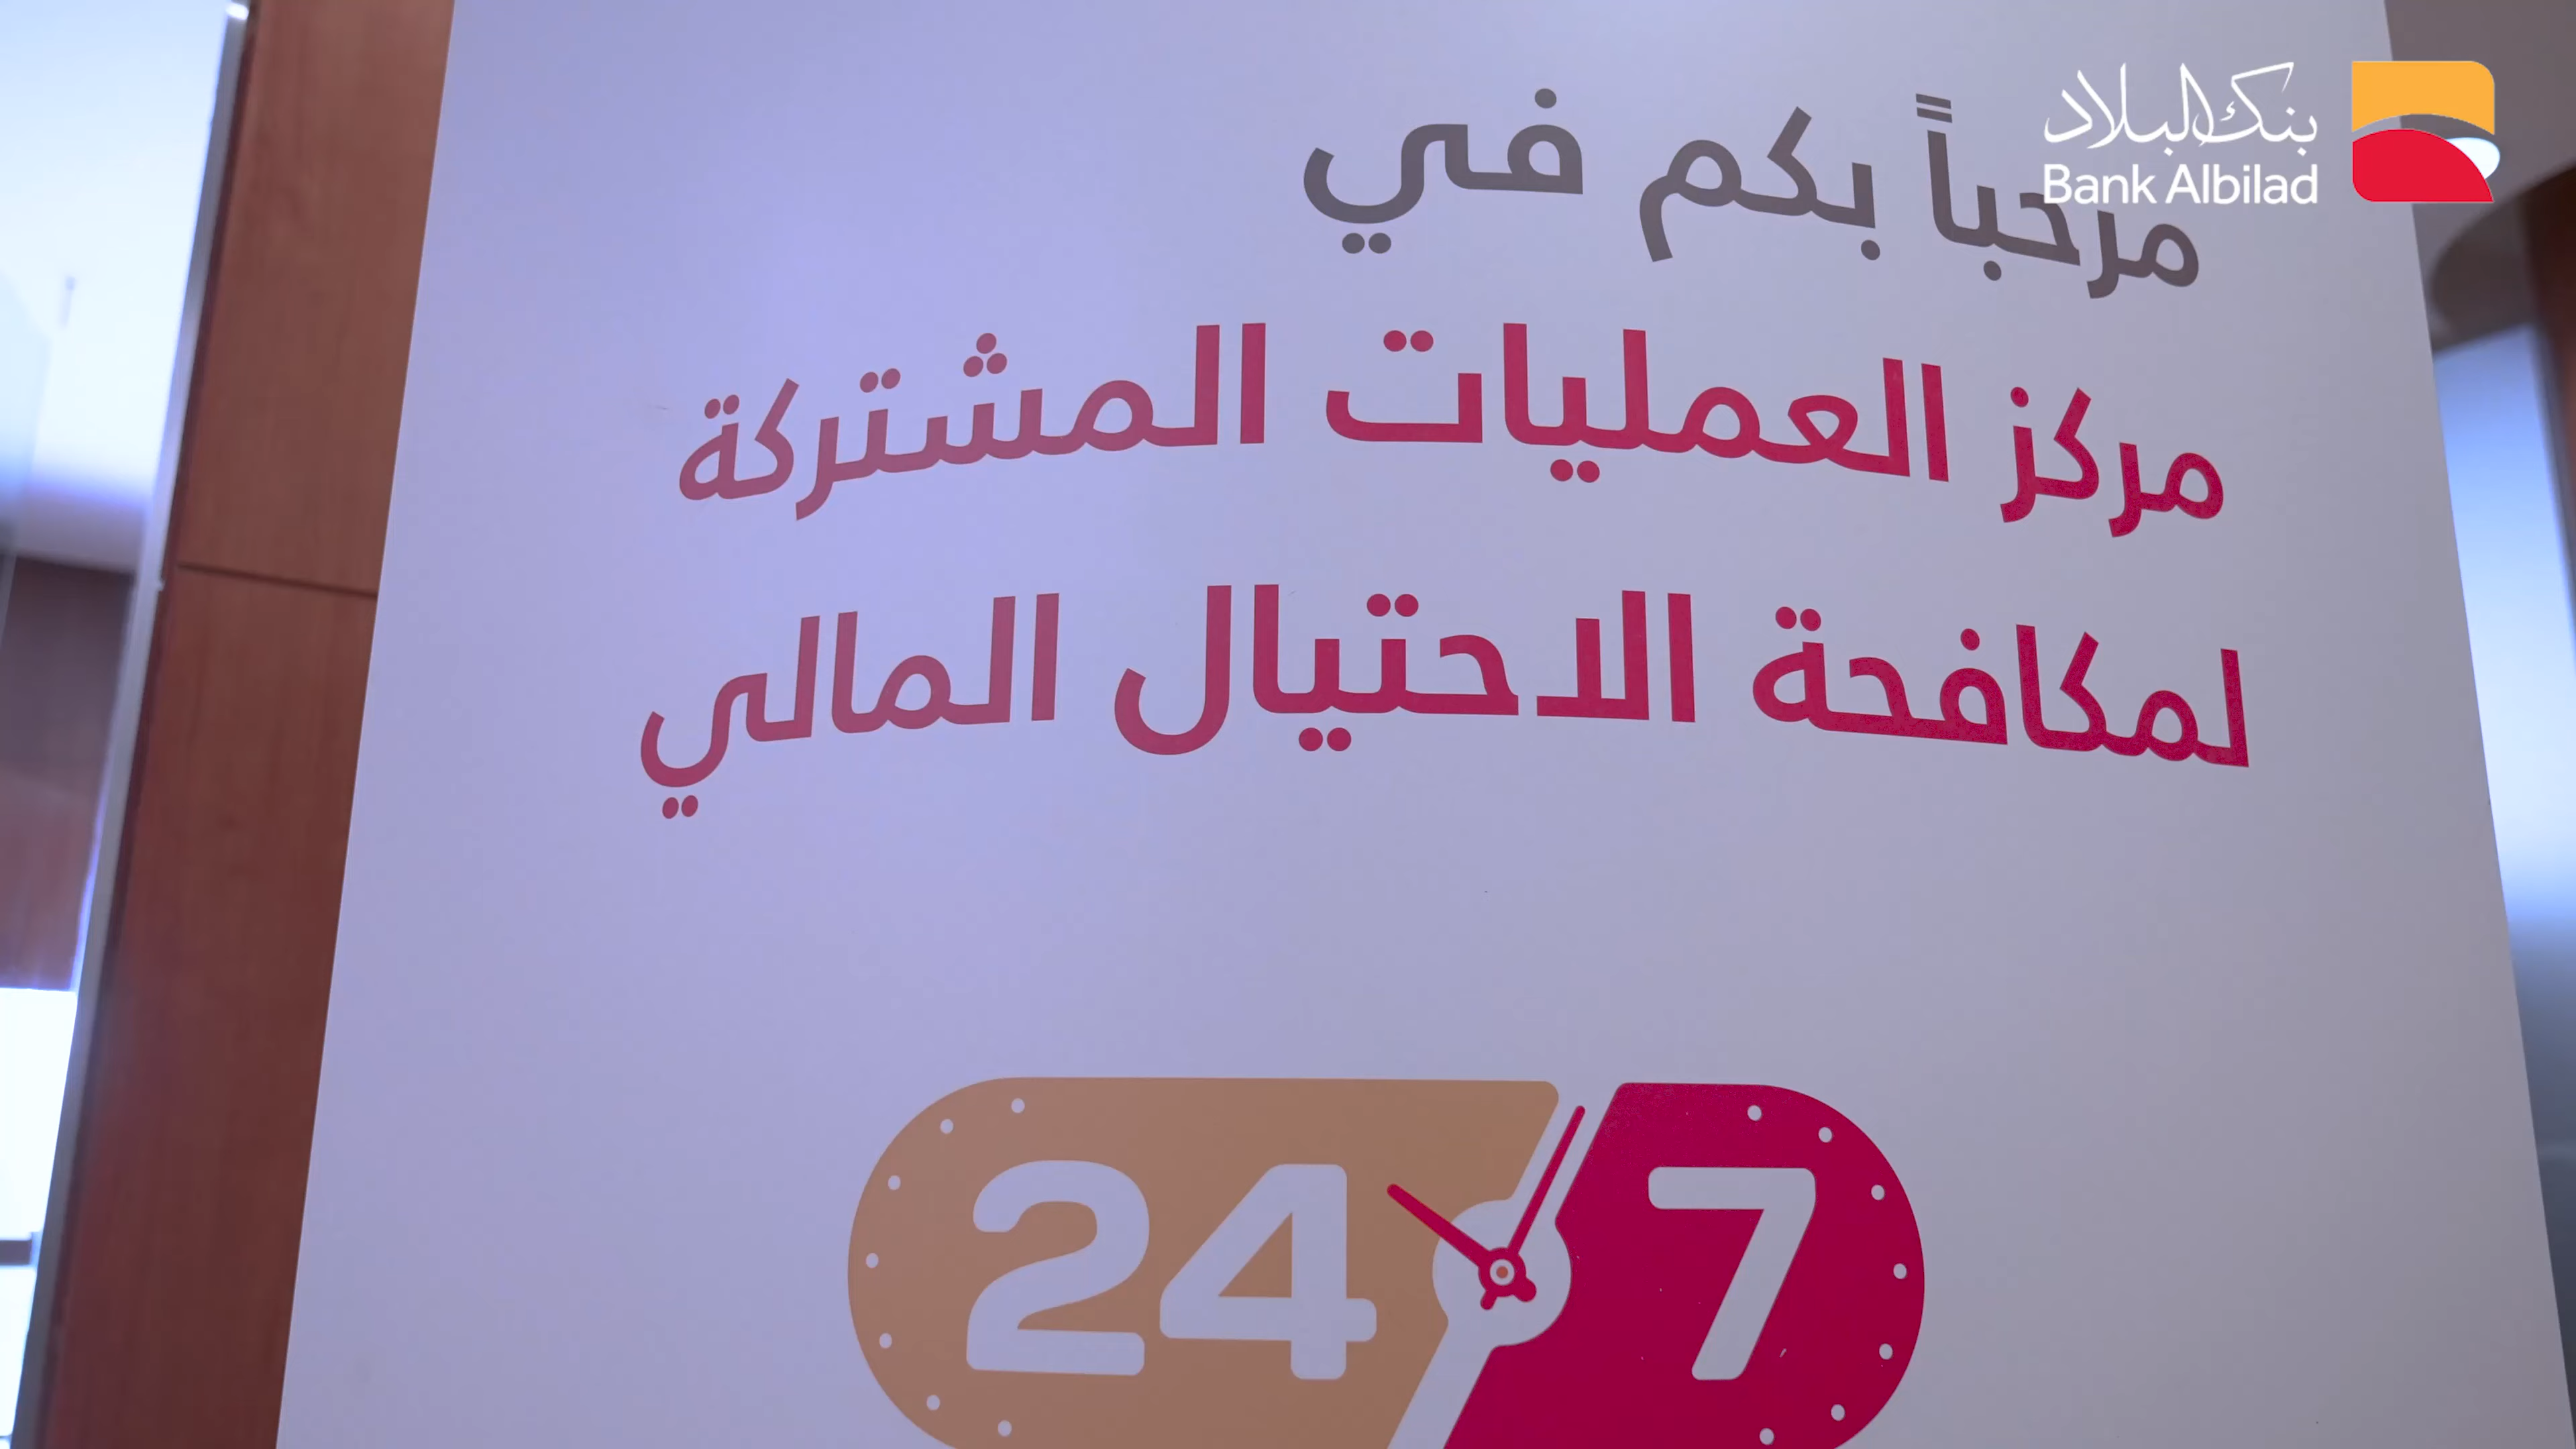 بنك البلاد
Bank Albilad
مرحباً بكم في
مركز العمليات المشتركة
لمكافحة الاحتيال المالي
24 7